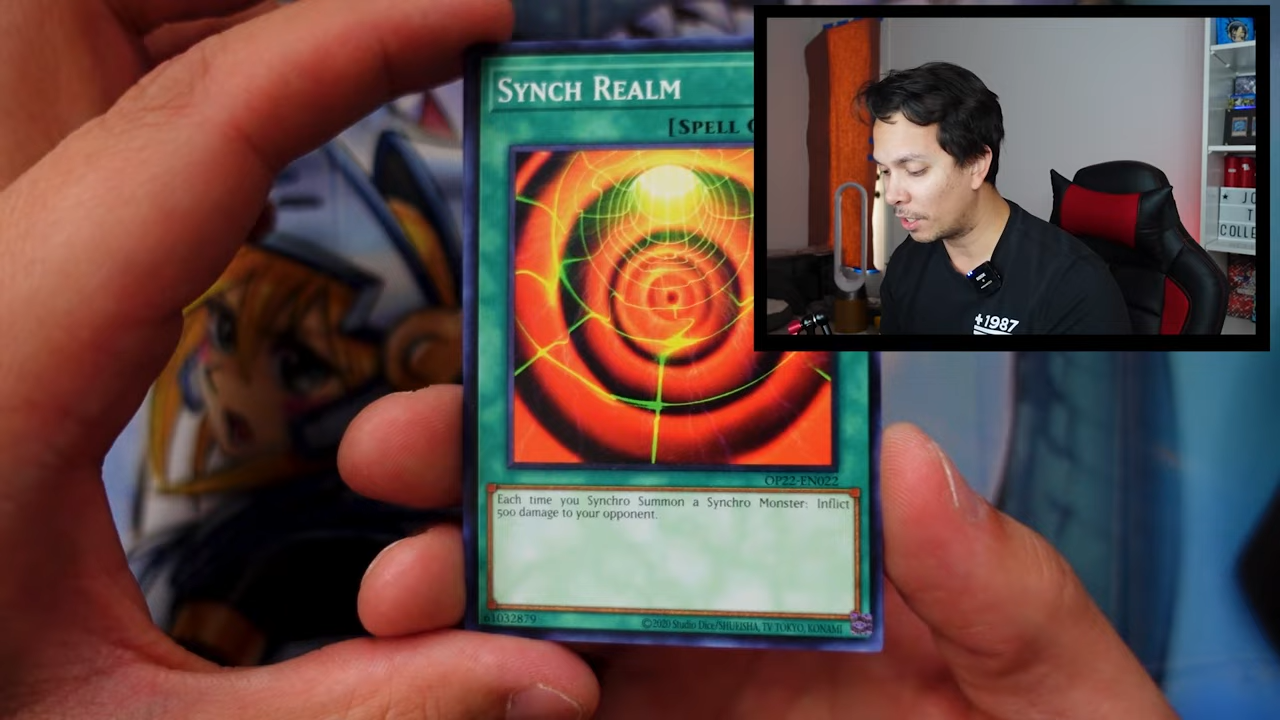 SYNCH REALM
[SPELL
OP22-EN022
Each time you Synchro Summon a Synchro Monster: Inflict
500 damage to your opponent.
61032879
©2020 Studio Dice/SHUEISHA, TV TOKYO, KONAMI
+1987